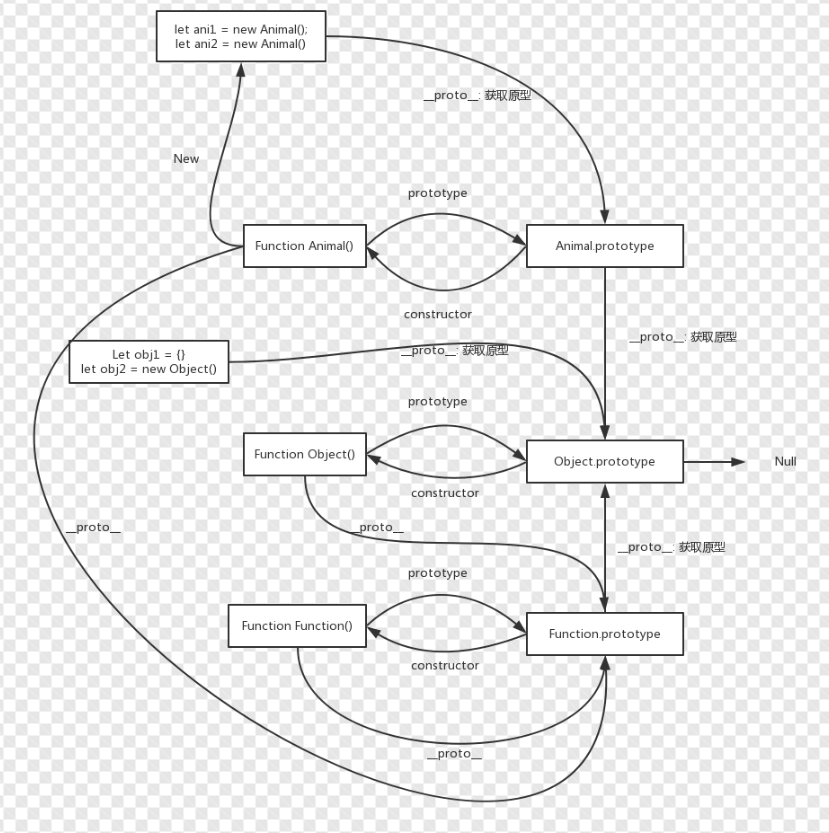 let ani1 = new Animal();
let ani2 = new Animal()
__proto__: 获取原型
New
prototype
Function Animal()
Animal.prototype
constructor
__proto__: 获取原型
Let obj1 = {}
let obj2 = new Object()
__proto__: 获取原型
prototype
Function Object()
Object.prototype
Null
constructor
__proto__
__proto__
__proto__: 获取原型
prototype
Function Function()
Function.prototype
constructor
__proto__